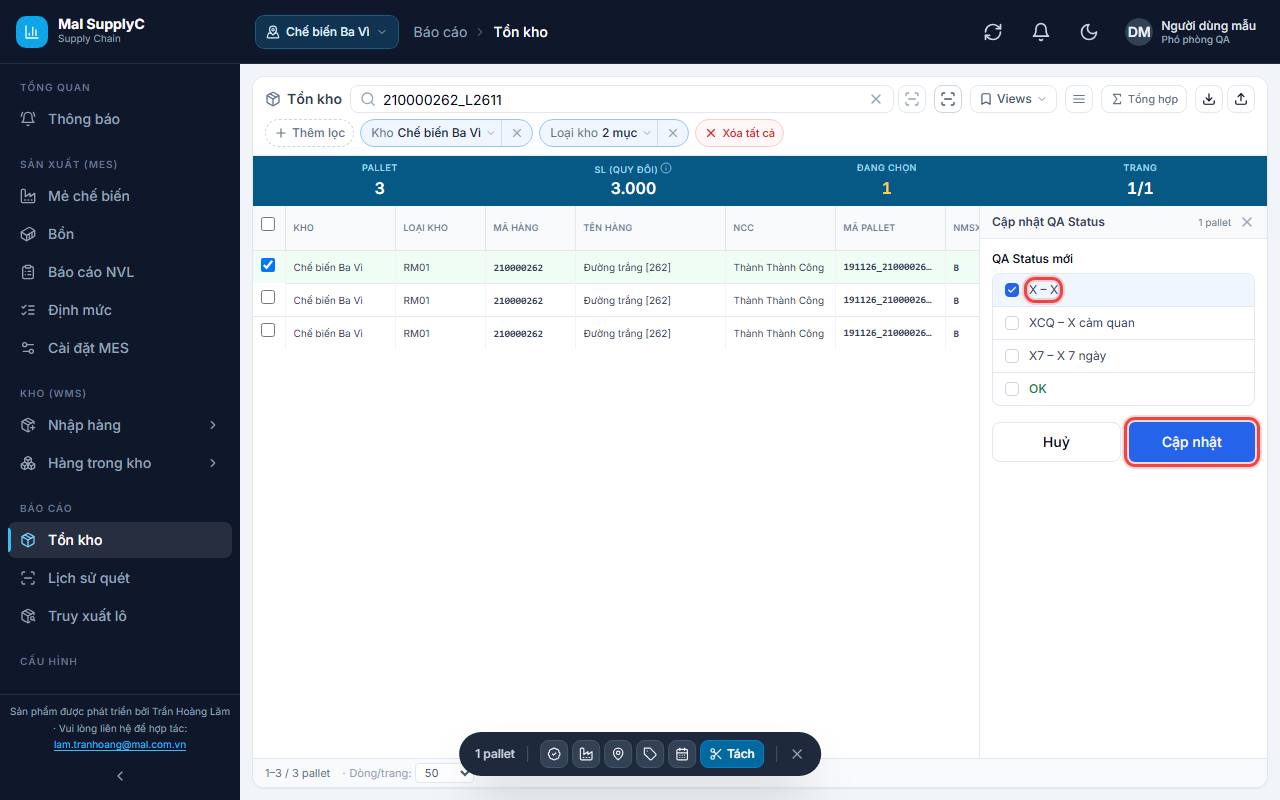 Mal SupplyC
Supply Chain
Chế biến Ba Vì
Báo cáo > Tồn kho
DM
Người dùng mẫu
Phó phòng QA
TỔNG QUAN
Thông báo
SẢN XUẤT (MES)
Mẻ chế biến
Bồn
Báo cáo NVL
Định mức
Cài đặt MES
KHO (WMS)
Nhập hàng
Hàng trong kho
BÁO CÁO
Tồn kho
Lịch sử quét
Truy xuất lô
CẤU HÌNH
Sản phẩm được phát triển bởi Trần Hoàng Lâm
· Vui lòng liên hệ để hợp tác:
lam.tranhoang@mal.com.vn
Tồn kho
210000262_L2611
Views
Tổng hợp
Thêm lọc
Kho Chế biến Ba Vì
Loại kho 2 mục
Xóa tất cả
PALLET
3
SL (QUY ĐỔI)
3.000
ĐANG CHỌN
1
TRANG
1/1
KHO LOẠI KHO MÃ HÀNG TÊN HÀNG NCC MÃ PALLET NMSX
Chế biến Ba Vì RM01 210000262 Đường trắng [262] Thành Thành Công 191126_21000026… B
Chế biến Ba Vì RM01 210000262 Đường trắng [262] Thành Thành Công 191126_21000026… B
Chế biến Ba Vì RM01 210000262 Đường trắng [262] Thành Thành Công 191126_21000026… B
Cập nhật QA Status
1 pallet
QA Status mới
X – X
XCQ – X cảm quan
X7 – X 7 ngày
OK
Huỷ
Cập nhật
1–3 / 3 pallet
· Dòng/trang: 50
1 pallet
Tách